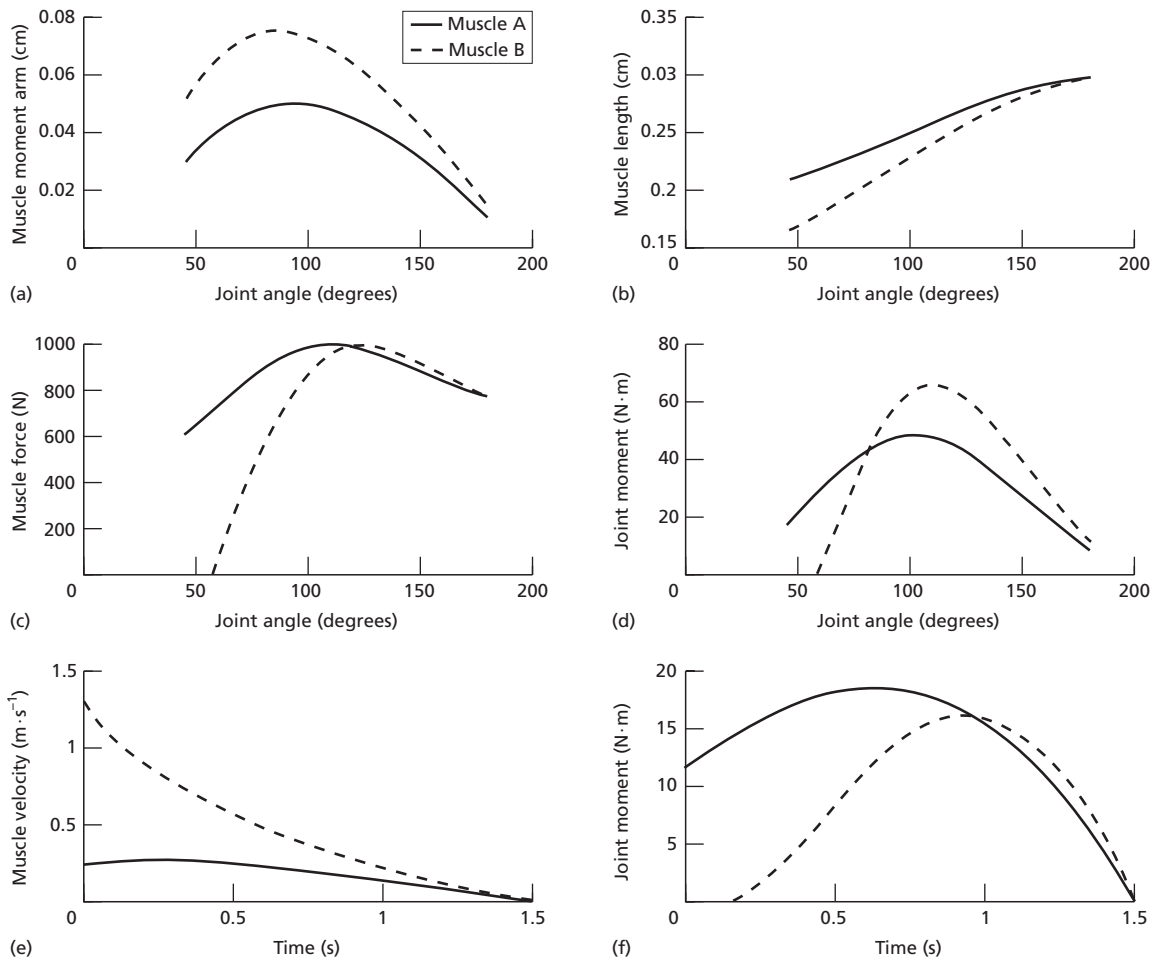 0.08
0.06
0.04
0.02
0
50
100
150
200
Muscle moment arm (cm)
Joint angle (degrees)
Muscle A
Muscle B
(a)
0.35
0.03
0.25
0.2
0.15
0
50
100
150
200
Muscle length (cm)
Joint angle (degrees)
(b)
1000
800
600
400
200
0
50
100
150
200
Muscle force (N)
Joint angle (degrees)
(c)
80
60
40
20
0
50
100
150
200
Joint moment (N·m)
Joint angle (degrees)
(d)
1.5
1
0.5
0
0.5
1
1.5
Muscle velocity (m·s⁻¹)
Time (s)
(e)
20
15
10
5
0
0.5
1
1.5
Joint moment (N·m)
Time (s)
(f)